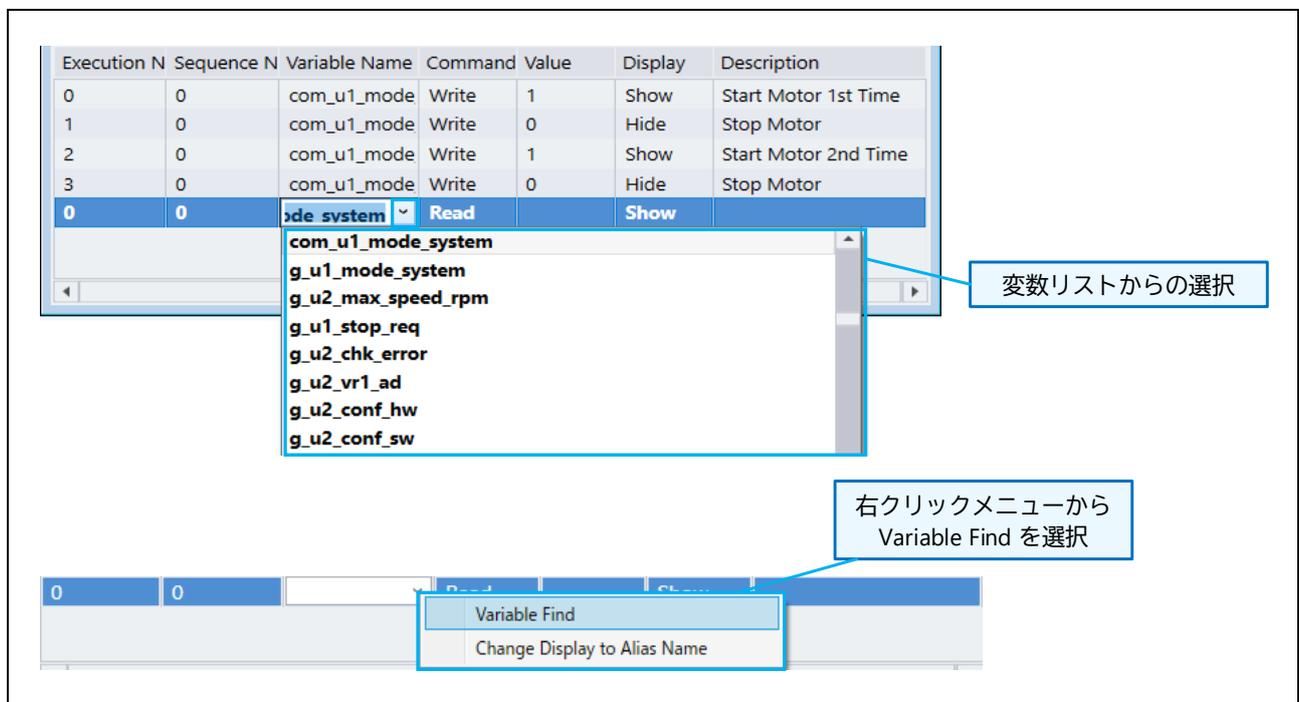 Execution N Sequence N Variable Name Command Value Display Description
0 0 com_u1_mode Write 1 Show Start Motor 1st Time
1 0 com_u1_mode Write 0 Hide Stop Motor
2 0 com_u1_mode Write 1 Show Start Motor 2nd Time
3 0 com_u1_mode Write 0 Hide Stop Motor
0 0 ode_system Read Show
com_u1_mode_system
g_u1_mode_system
g_u2_max_speed_rpm
g_u1_stop_req
g_u2_chk_error
g_u2_vr1_ad
g_u2_conf_hw
g_u2_conf_sw
変数リストからの選択
右クリックメニューから
Variable Find を選択
0 0 Read Show
Variable Find
Change Display to Alias Name